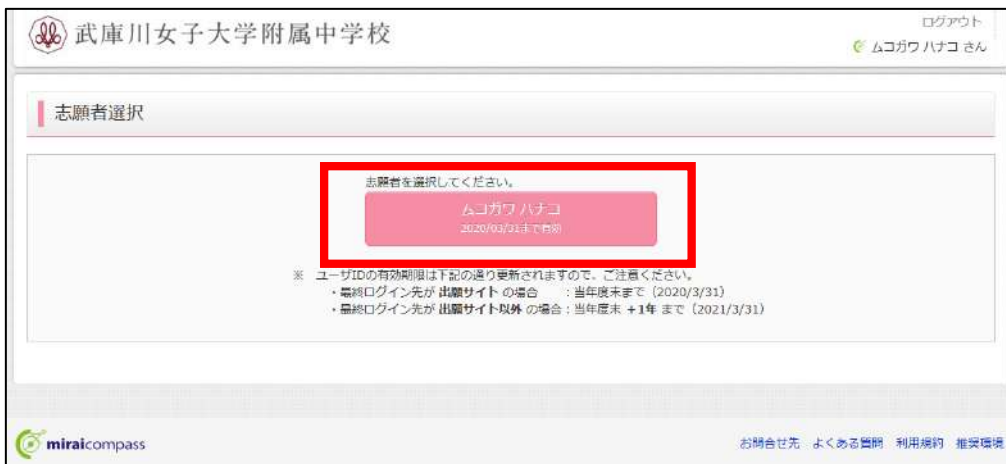 武庫川女子大学附属中学校
ログアウト
ムコガワ ハナコ さん
志願者選択
志願者を選択してください。
ムコガワ ハナコ
2020/03/31まで有効
※ ユーザIDの有効期限は下記の通り更新されますので、ご注意ください。
・最終ログイン先が 出願サイト の場合 : 当年度末まで (2020/3/31)
・最終ログイン先が 出願サイト以外 の場合 : 当年度末 +1年 まで (2021/3/31)
miraicompass
お問合せ先 よくある質問 利用規約 推奨環境